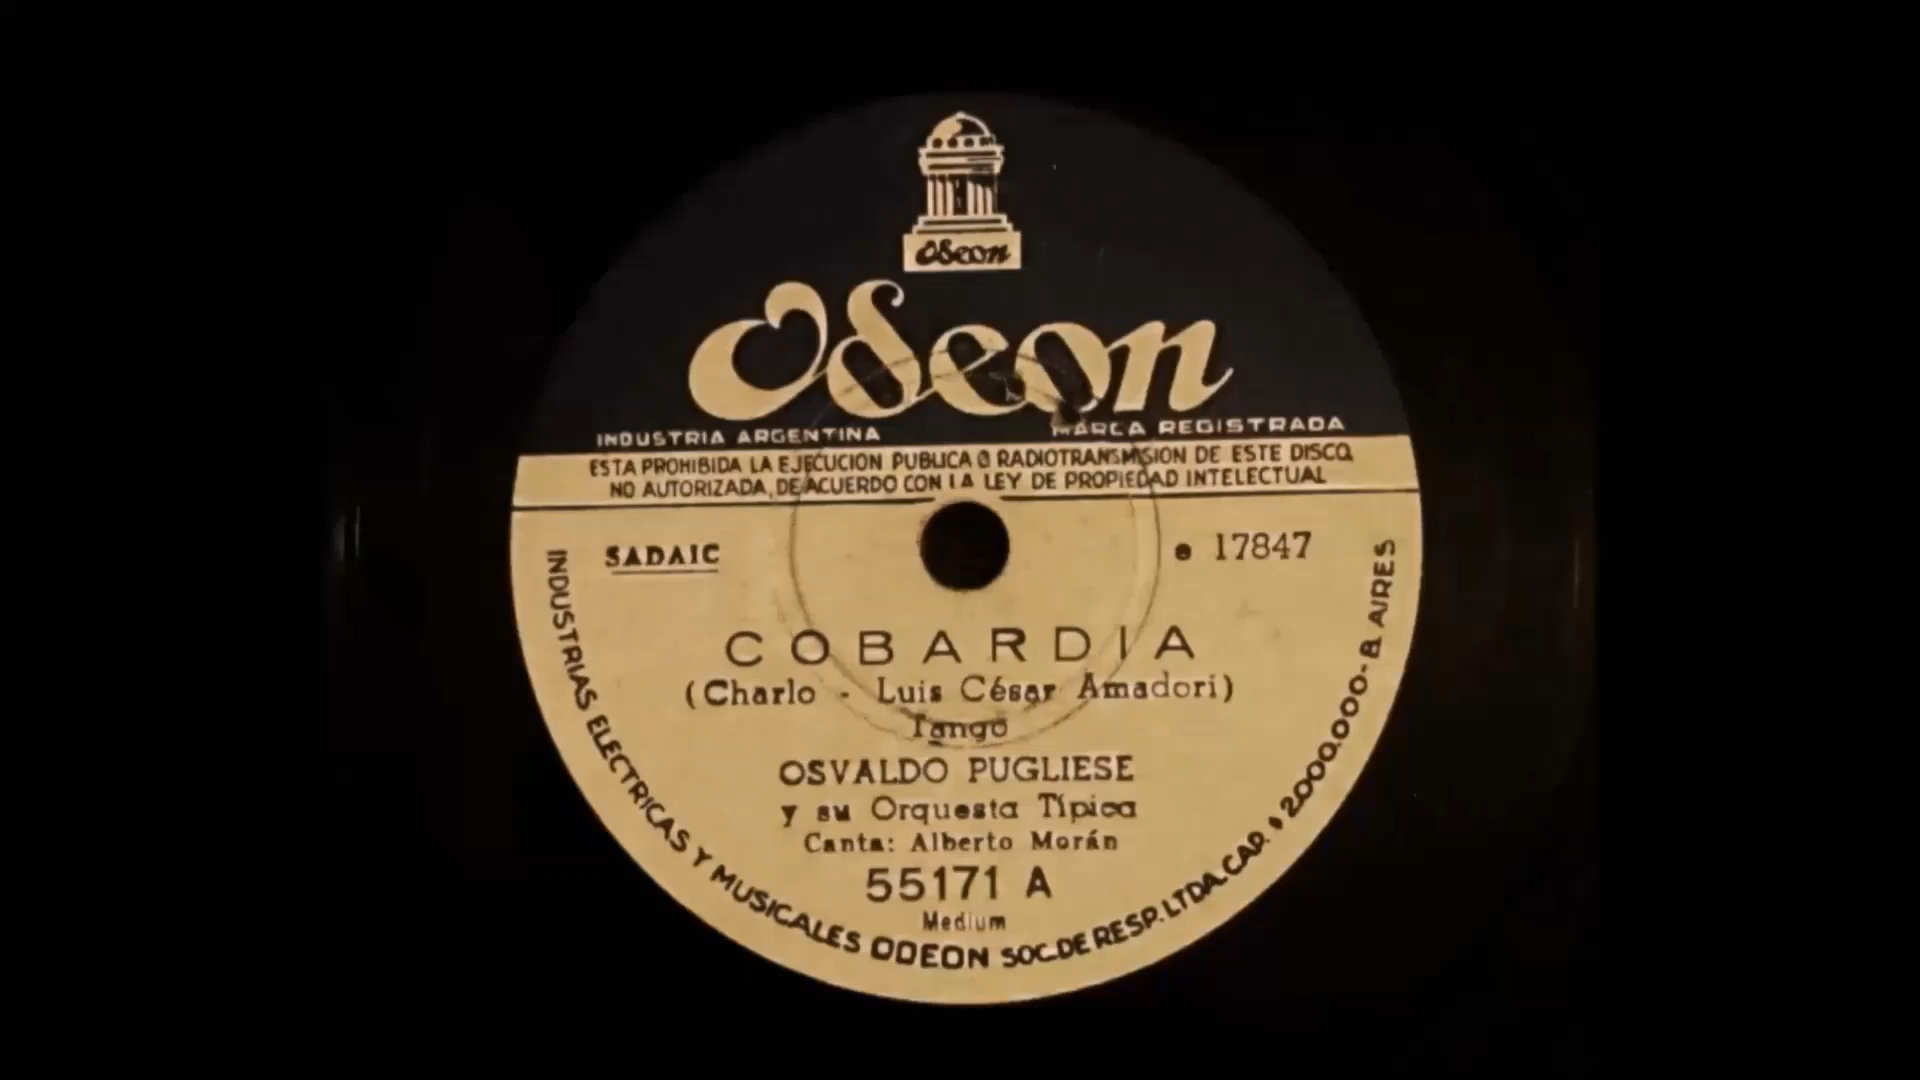 Odeon
Odeon
INDUSTRIA ARGENTINA MARCA REGISTRADA
ESTA PROHIBIDA LA EJECUCION PUBLICA O RADIOTRANSMISION DE ESTE DISCO,
NO AUTORIZADA, DE ACUERDO CON LA LEY DE PROPIEDAD INTELECTUAL
SADAIC
e 17847
COBARDIA
(Charlo - Luis César Amadori)
Tango
OSVALDO PUGLIESE
y su Orquesta Típica
Canta: Alberto Morán
55171 A
Medium
INDUSTRIAS ELECTRICAS Y MUSICALES ODEON SOC. DE RESP. LTDA. CAP. $ 2.000.000 - B. AIRES